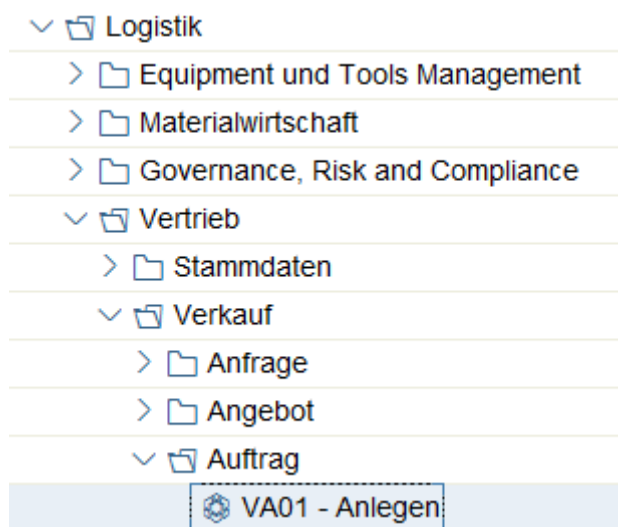 Logistik
Equipment und Tools Management
Materialwirtschaft
Governance, Risk and Compliance
Vertrieb
Stammdaten
Verkauf
Anfrage
Angebot
Auftrag
VA01 - Anlegen